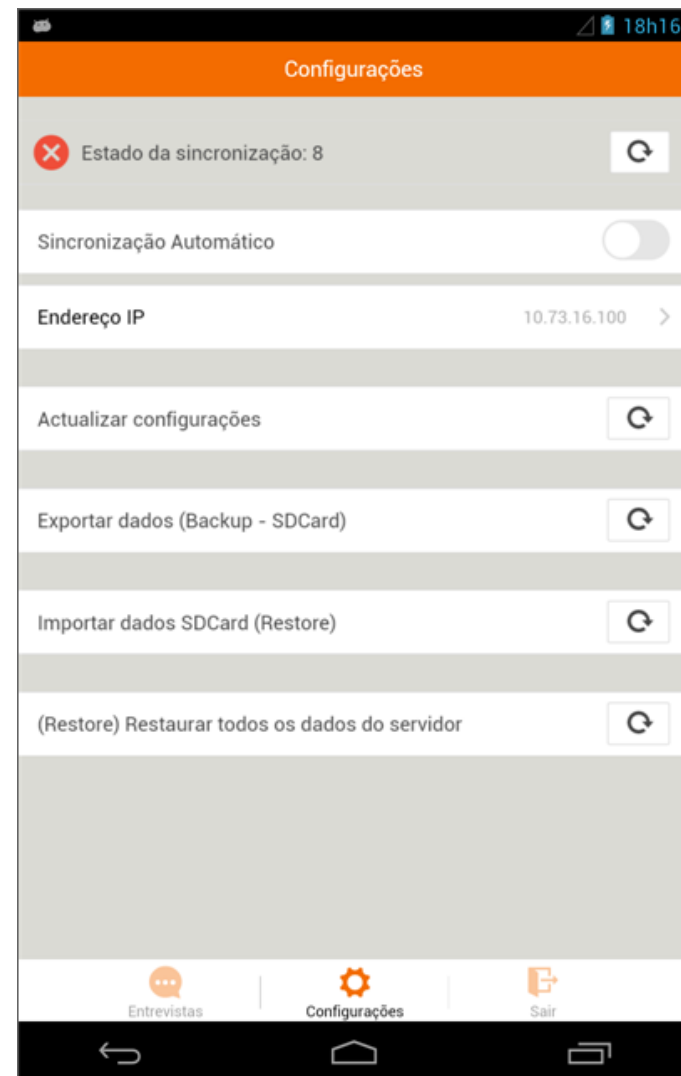 18h16
Configurações
Estado da sincronização: 8
Sincronização Automático
Endereço IP 10.73.16.100
Actualizar configurações
Exportar dados (Backup - SDCard)
Importar dados SDCard (Restore)
(Restore) Restaurar todos os dados do servidor
Entrevistas Configurações Sair